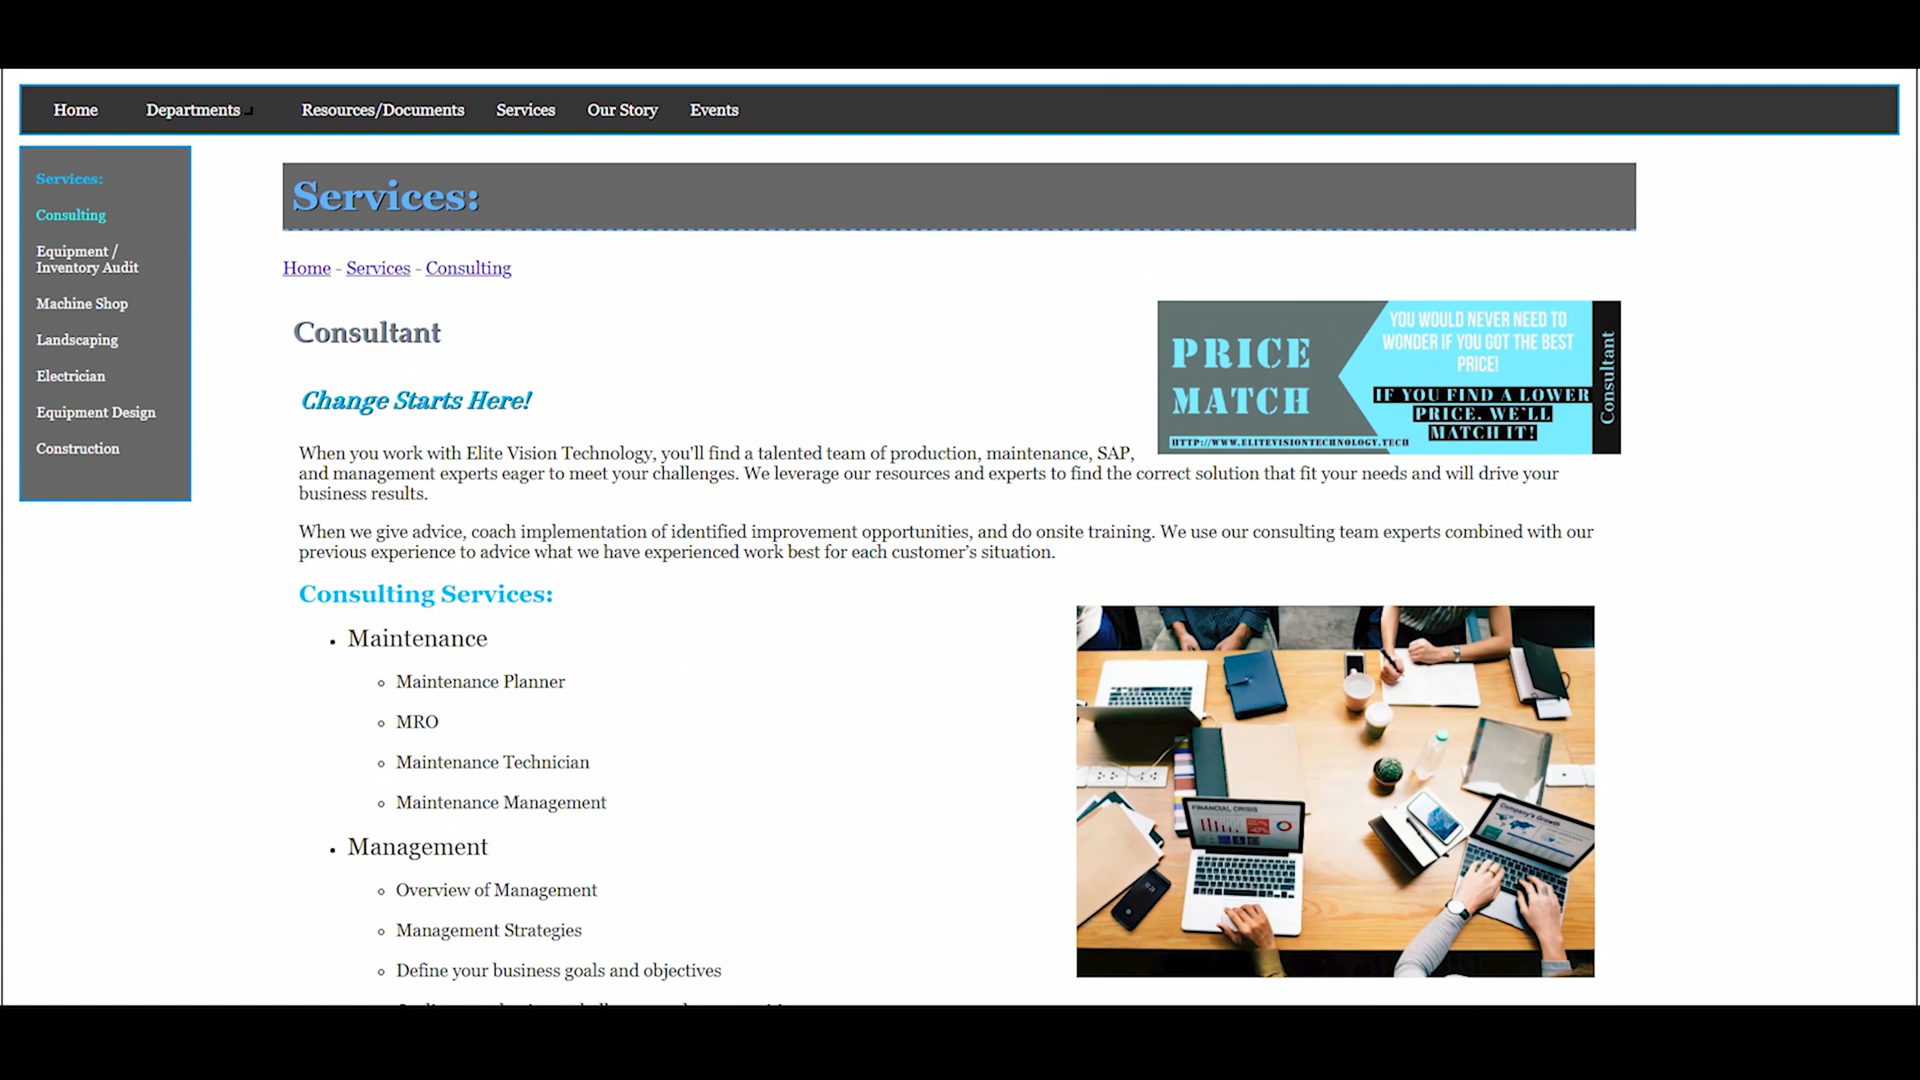 Home Departments Resources/Documents Services Our Story Events
Services:
Consulting
Equipment /
Inventory Audit
Machine Shop
Landscaping
Electrician
Equipment Design
Construction
Services:
Home - Services - Consulting
Consultant
PRICE
MATCH
HTTP://WWW.ELITEVISIONTECHNOLOGY.TECH
YOU WOULD NEVER NEED TO
WONDER IF YOU GOT THE BEST
PRICE!
IF YOU FIND A LOWER
PRICE. WE'LL
MATCH IT!
Consultant
Change Starts Here!
When you work with Elite Vision Technology, you'll find a talented team of production, maintenance, SAP,
and management experts eager to meet your challenges. We leverage our resources and experts to find the correct solution that fit your needs and will drive your
business results.
When we give advice, coach implementation of identified improvement opportunities, and do onsite training. We use our consulting team experts combined with our
previous experience to advice what we have experienced work best for each customer's situation.
Consulting Services:
Maintenance
Maintenance Planner
MRO
Maintenance Technician
Maintenance Management
Management
Overview of Management
Management Strategies
Define your business goals and objectives
FINANCIAL CRISIS
Company's Growth